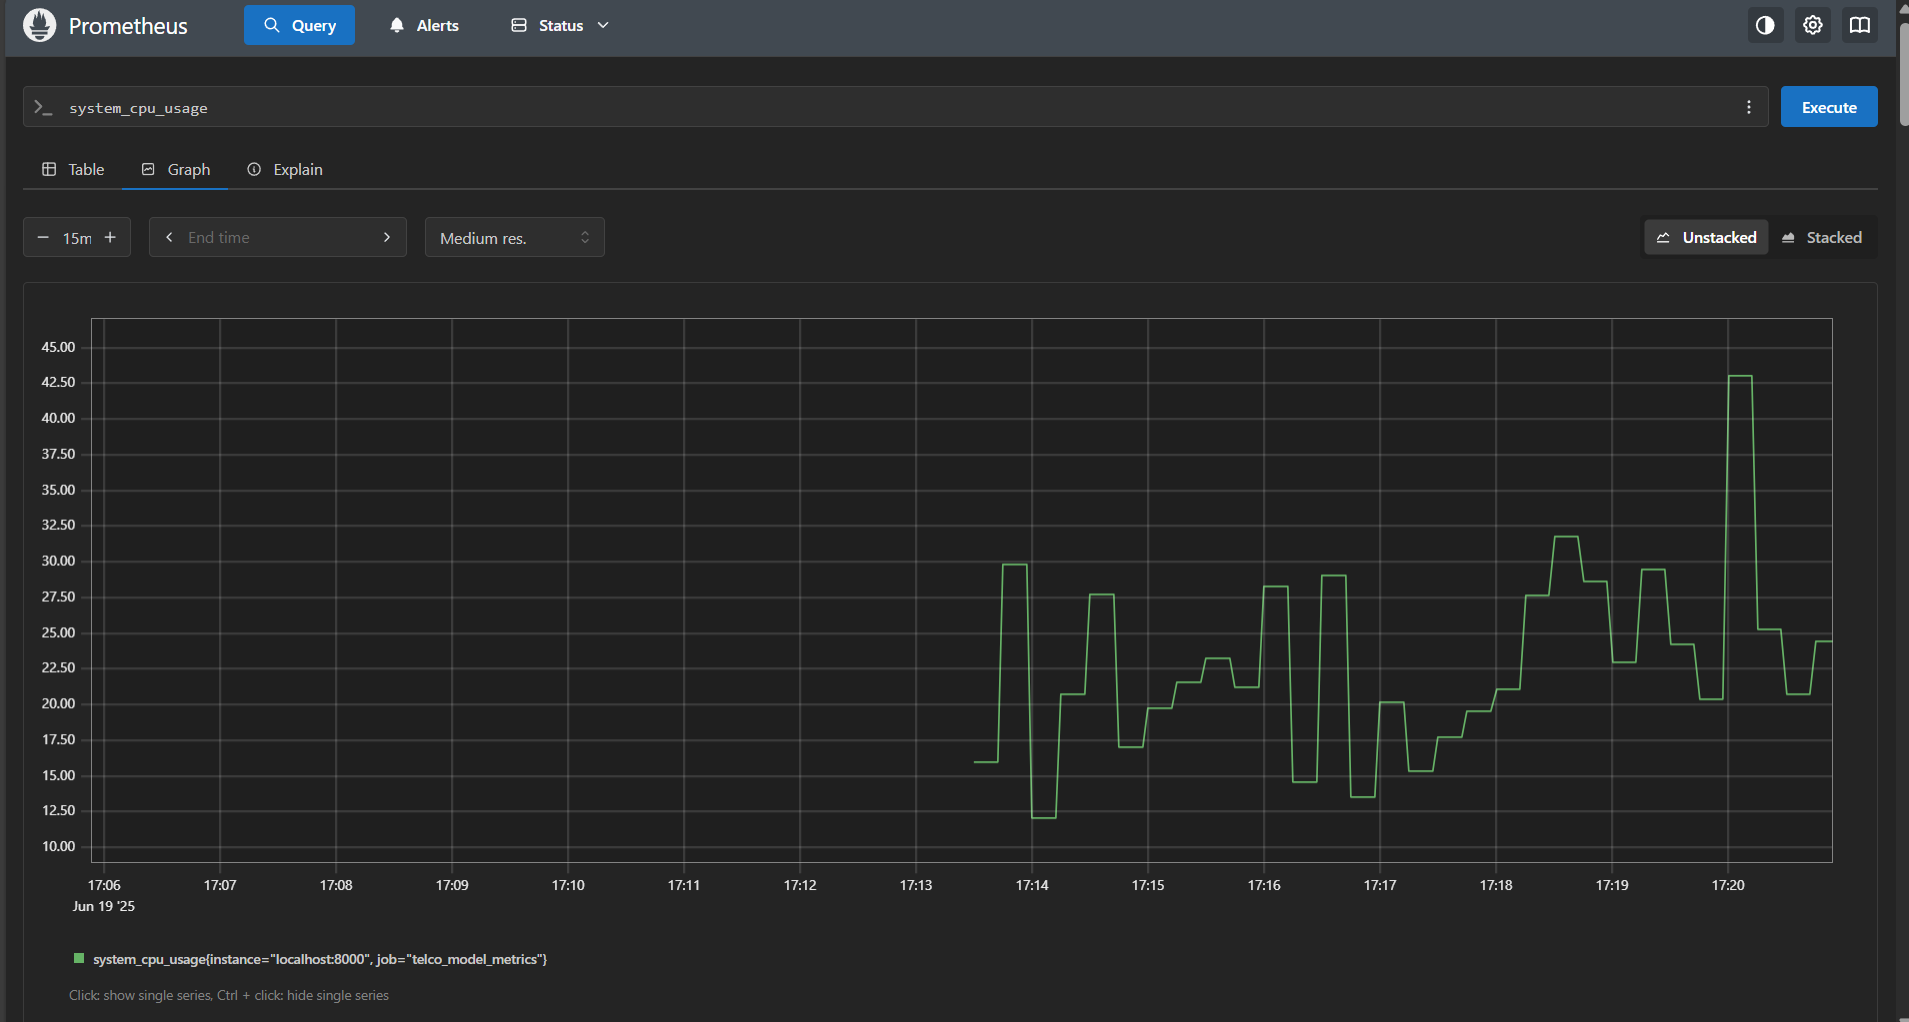 Prometheus Query Alerts Status
system_cpu_usage Execute
Table Graph Explain
15m End time Medium res. Unstacked Stacked
45.00
42.50
40.00
37.50
35.00
32.50
30.00
27.50
25.00
22.50
20.00
17.50
15.00
12.50
10.00
17:06 17:07 17:08 17:09 17:10 17:11 17:12 17:13 17:14 17:15 17:16 17:17 17:18 17:19 17:20
Jun 19 '25
system_cpu_usage{instance="localhost:8000", job="telco_model_metrics"}
Click: show single series, Ctrl + click: hide single series